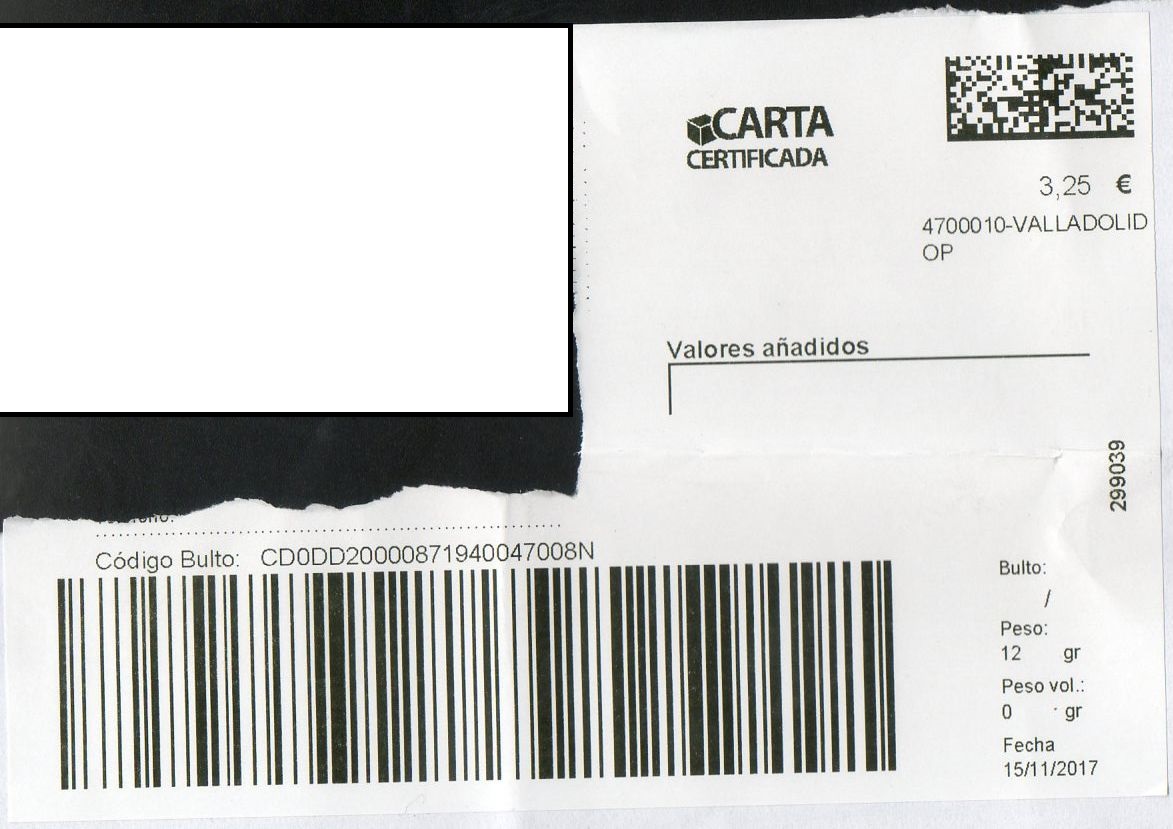 CARTA
CERTIFICADA
3,25 €
4700010-VALLADOLID
OP
Valores añadidos
299039
Código Bulto: CD0DD20000871940047008N
Bulto:
/
Peso:
12 gr
Peso vol.:
0 gr
Fecha
15/11/2017